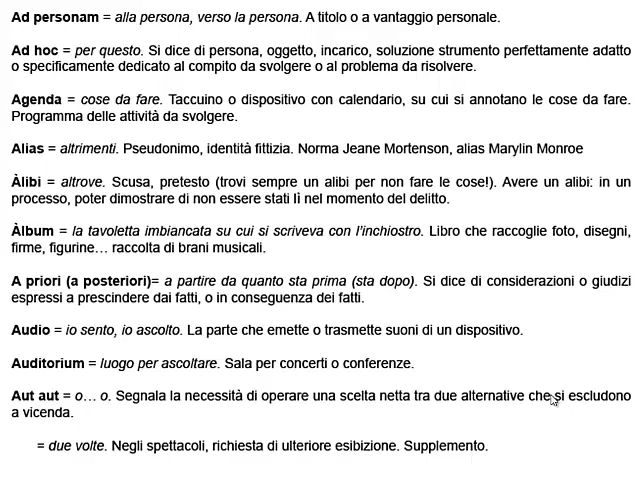 Ad personam = alla persona, verso la persona. A titolo o a vantaggio personale.
Ad hoc = per questo. Si dice di persona, oggetto, incarico, soluzione strumento perfettamente adatto
o specificamente dedicato al compito da svolgere o al problema da risolvere.
Agenda = cose da fare. Taccuino o dispositivo con calendario, su cui si annotano le cose da fare.
Programma delle attività da svolgere.
Alias = altrimenti. Pseudonimo, identità fittizia. Norma Jeane Mortenson, alias Marylin Monroe
Àlibi = altrove. Scusa, pretesto (trovi sempre un alibi per non fare le cose!). Avere un alibi: in un
processo, poter dimostrare di non essere stati lì nel momento del delitto.
Àlbum = la tavoletta imbiancata su cui si scriveva con l'inchiostro. Libro che raccoglie foto, disegni,
firme, figurine… raccolta di brani musicali.
A priori (a posteriori)= a partire da quanto sta prima (sta dopo). Si dice di considerazioni o giudizi
espressi a prescindere dai fatti, o in conseguenza dei fatti.
Audio = io sento, io ascolto. La parte che emette o trasmette suoni di un dispositivo.
Auditorium = luogo per ascoltare. Sala per concerti o conferenze.
Aut aut = o… o. Segnala la necessità di operare una scelta netta tra due alternative che si escludono
a vicenda.
= due volte. Negli spettacoli, richiesta di ulteriore esibizione. Supplemento.